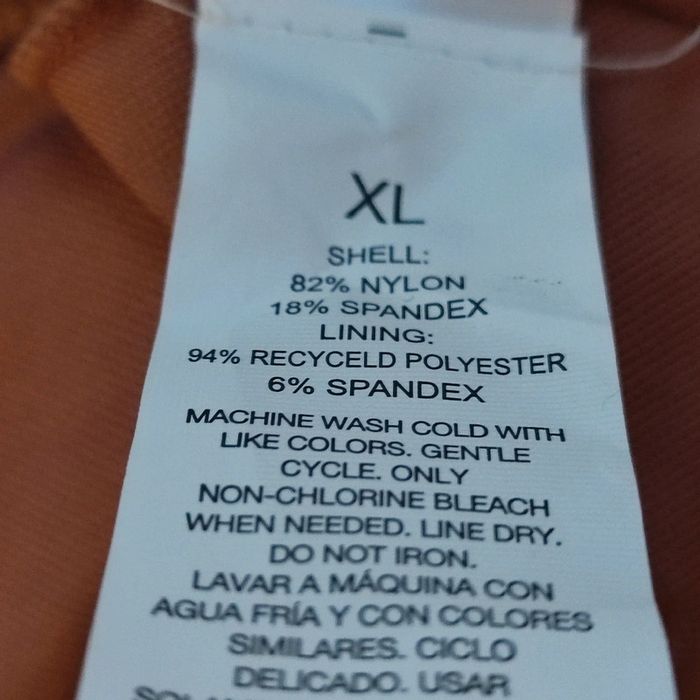 XL
SHELL:
82% NYLON
18% SPANDEX
LINING:
94% RECYCELD POLYESTER
6% SPANDEX
MACHINE WASH COLD WITH
LIKE COLORS. GENTLE
CYCLE. ONLY
NON-CHLORINE BLEACH
WHEN NEEDED. LINE DRY.
DO NOT IRON.
LAVAR A MÁQUINA CON
AGUA FRÍA Y CON COLORES
SIMILARES. CICLO
DELICADO. USAR